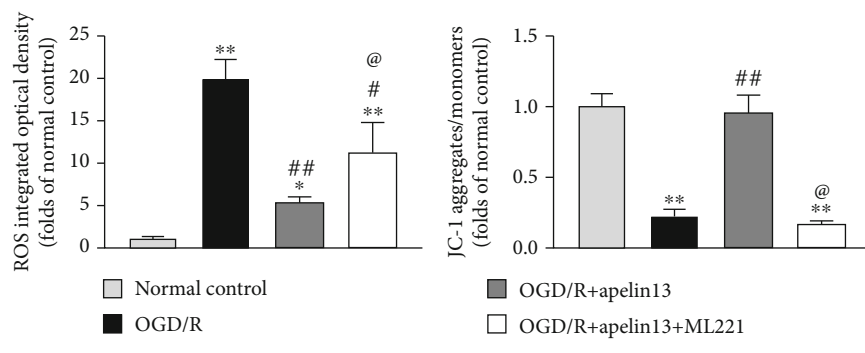 ROS integrated optical density
(folds of normal control)
25
20
15
10
5
0
**
##
*
@
#
**
JC-1 aggregates/monomers
(folds of normal control)
1.5
1.0
0.25
0.0
**
##
@
**
Normal control
OGD/R
OGD/R+apelin13
OGD/R+apelin13+ML221